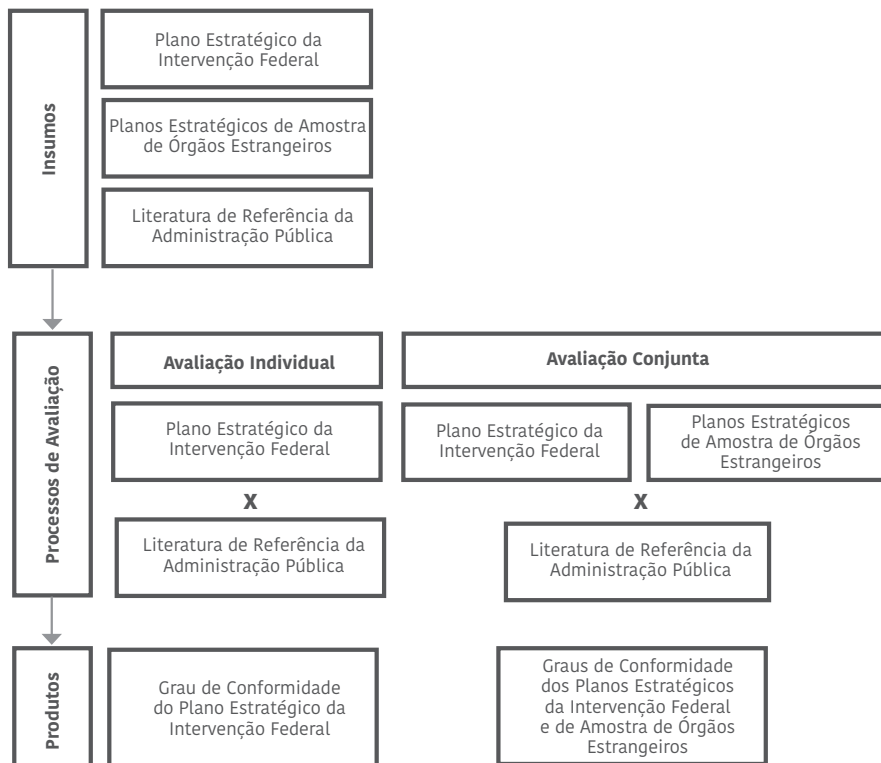 Insumos
Plano Estratégico da
Intervenção Federal
Planos Estratégicos de Amostra
de Órgãos Estrangeiros
Literatura de Referência da
Administração Pública
Processos de Avaliação
Avaliação Individual
Plano Estratégico da
Intervenção Federal
X
Literatura de Referência da
Administração Pública
Avaliação Conjunta
Plano Estratégico da
Intervenção Federal
Planos Estratégicos
de Amostra de Órgãos
Estrangeiros
X
Literatura de Referência da
Administração Pública
Produtos
Grau de Conformidade
do Plano Estratégico da
Intervenção Federal
Graus de Conformidade
dos Planos Estratégicos
da Intervenção Federal
e de Amostra de Órgãos
Estrangeiros